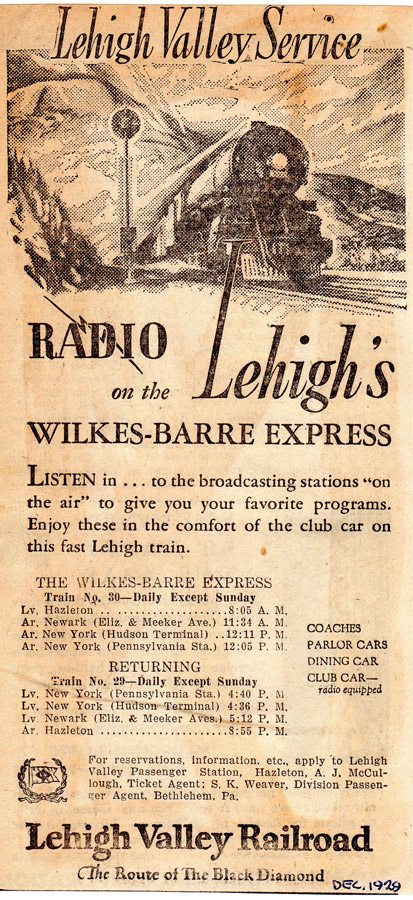 Lehigh Valley Service
RADIO
on the Lehigh's
WILKES-BARRE EXPRESS
LISTEN in ... to the broadcasting stations "on
the air" to give you your favorite programs.
Enjoy these in the comfort of the club car on
this fast Lehigh train.
THE WILKES-BARRE EXPRESS
Train No. 30—Daily Except Sunday
Lv. Hazleton ......................8:05 A. M.
Ar. Newark (Eliz. & Meeker Ave.) 11:34 A. M.
Ar. New York (Hudson Terminal) ..12:11 P. M.
Ar. New York (Pennsylvania Sta.) 12:05 P. M.
RETURNING
Train No. 29—Daily Except Sunday
Lv. New York (Pennsylvania Sta.) 4:40 P. M
Lv. New York (Hudson Terminal) 4:36 P. M.
Lv Newark (Eliz. & Meeker Aves.) 5:12 P. M.
Ar. Hazleton .....................8:55 P. M.
COACHES
PARLOR CARS
DINING CAR
CLUB CAR—
radio equipped
For reservations, information, etc., apply to Lehigh
Valley Passenger Station, Hazleton, A. J. McCul-
lough, Ticket Agent; S. K. Weaver, Division Passen-
ger Agent, Bethlehem, Pa.
Lehigh Valley Railroad
The Route of The Black Diamond
DEC, 1929